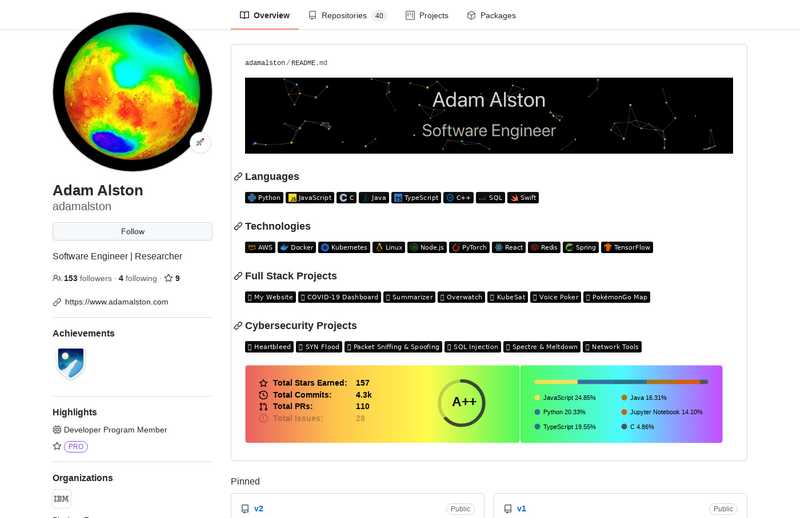 Overview Repositories 40 Projects Packages
adamalston/README.md
Adam Alston
Software Engineer
Languages
Python JavaScript C Java TypeScript C++ SQL Swift
Technologies
AWS Docker Kubernetes Linux Node.js PyTorch React Redis Spring TensorFlow
Full Stack Projects
My Website COVID-19 Dashboard Summarizer Overwatch KubeSat Voice Poker PokémonGo Map
Cybersecurity Projects
Heartbleed SYN Flood Packet Sniffing & Spoofing SQL Injection Spectre & Meltdown Network Tools
Total Stars Earned: 157
Total Commits: 4.3k
Total PRs: 110
Total Issues: 28
A++
JavaScript 24.85% Java 16.31%
Python 20.33% Jupyter Notebook 14.10%
TypeScript 19.55% C 4.86%
Adam Alston
adamalston
Follow
Software Engineer | Researcher
153 followers · 4 following · 9
https://www.adamalston.com
Achievements
Highlights
Developer Program Member
PRO
Organizations
IBM
Pinned
v2 Public
v1 Public